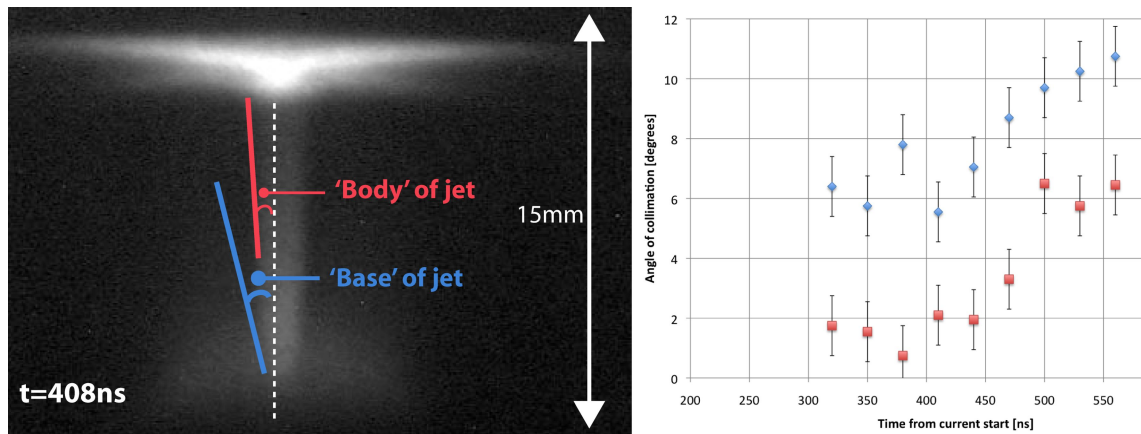 'Body' of jet
15mm
'Base' of jet
t=408ns
12
10
8
6
4
2
0
200
250
300
350
400
450
500
550
Angle of collimation [degrees]
Time from current start [ns]